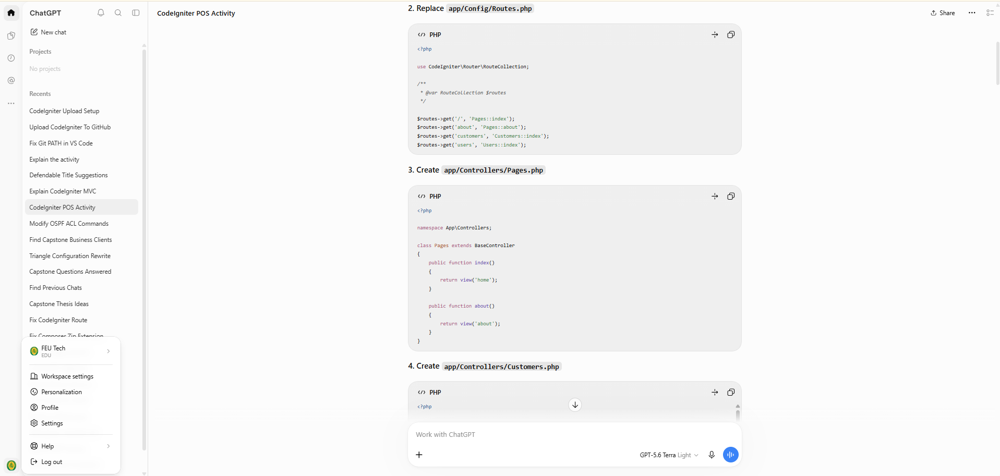 ChatGPT
New chat
Projects
No projects
Recents
CodeIgniter Upload Setup
Upload CodeIgniter To GitHub
Fix Git PATH in VS Code
Explain the activity
Defendable Title Suggestions
Explain CodeIgniter MVC
CodeIgniter POS Activity
Modify OSPF ACL Commands
Find Capstone Business Clients
Triangle Configuration Rewrite
Capstone Questions Answered
Find Previous Chats
Capstone Thesis Ideas
Fix CodeIgniter Route
Fix Composer Zip Extension
FEU Tech
EDU
Workspace settings
Personalization
Profile
Settings
Help
Log out
CodeIgniter POS Activity
Share
2. Replace app/Config/Routes.php
PHP
<?php
use CodeIgniter\Router\RouteCollection;
/**
 * @var RouteCollection $routes
 */
$routes->get('/', 'Pages::index');
$routes->get('about', 'Pages::about');
$routes->get('customers', 'Customers::index');
$routes->get('users', 'Users::index');
3. Create app/Controllers/Pages.php
PHP
<?php
namespace App\Controllers;
class Pages extends BaseController
{
    public function index()
    {
        return view('home');
    }
    public function about()
    {
        return view('about');
    }
}
4. Create app/Controllers/Customers.php
PHP
<?php
Work with ChatGPT
GPT-5.6 Terra Light